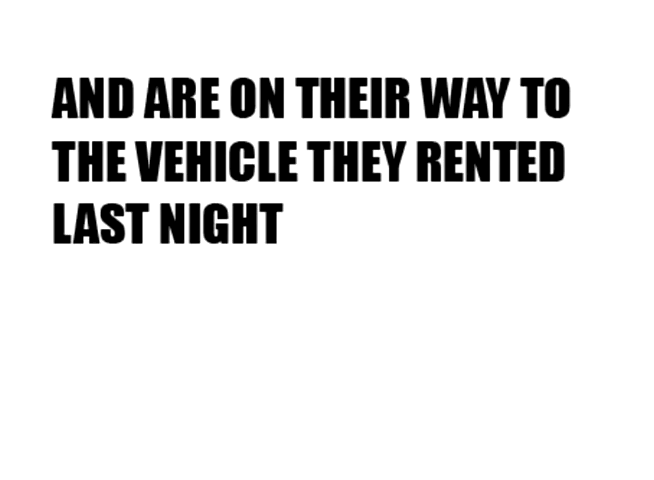 AND ARE ON THEIR WAY TO
THE VEHICLE THEY RENTED
LAST NIGHT